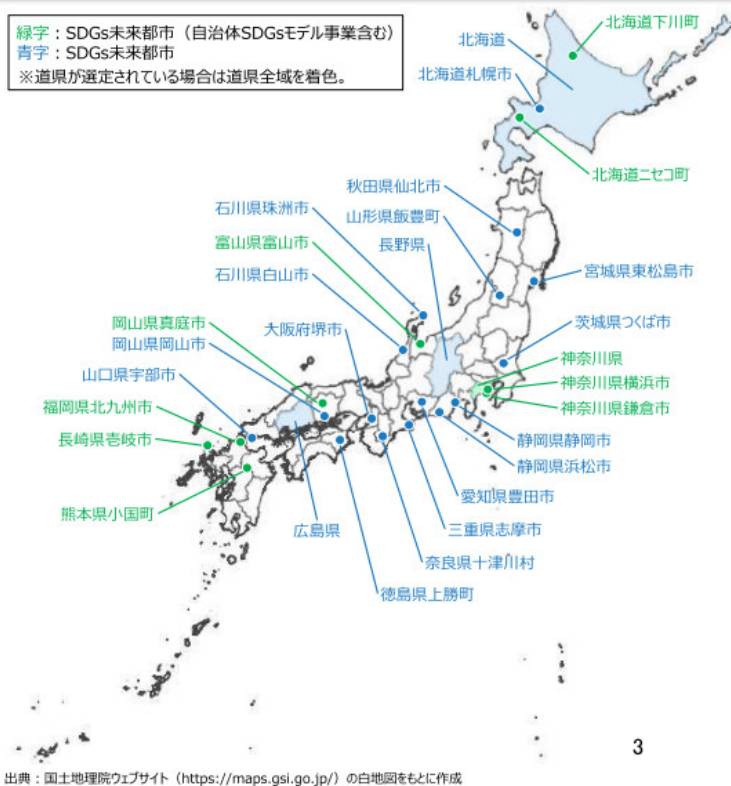 緑字：SDGs未来都市（自治体SDGsモデル事業含む）
青字：SDGs未来都市
※道県が選定されている場合は道県全域を着色。
北海道下川町
北海道
北海道札幌市
北海道ニセコ町
秋田県仙北市
石川県珠洲市
山形県飯豊町
富山県富山市
長野県
石川県白山市
宮城県東松島市
岡山県真庭市
大阪府堺市
茨城県つくば市
岡山県岡山市
神奈川県
山口県宇部市
神奈川県横浜市
福岡県北九州市
神奈川県鎌倉市
長崎県壱岐市
静岡県静岡市
静岡県浜松市
愛知県豊田市
熊本県小国町
広島県
三重県志摩市
奈良県十津川村
徳島県上勝町
3
出典：国土地理院ウェブサイト（https://maps.gsi.go.jp/）の白地図をもとに作成